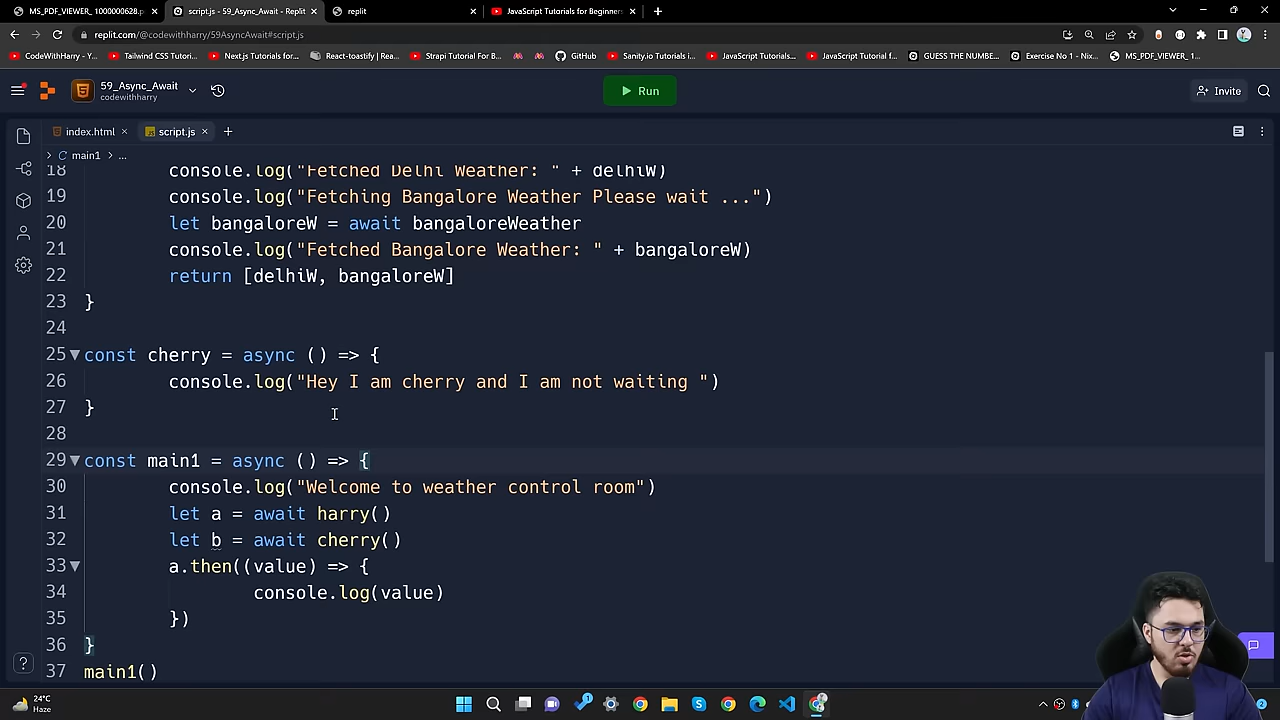 MS_PDF_VIEWER_ 1000000628.p
script.js - 59_Async_Await - Replit
replit
JavaScript Tutorials for Beginner
replit.com/@codewithharry/59AsyncAwait#script.js
CodeWithHarry - Y...
Tailwind CSS Tutori...
Next.js Tutorials for...
React-toastify | Rea...
Strapi Tutorial For B...
GitHub
Sanity.io Tutorials i...
JavaScript Tutorials...
JavaScript Tutorial f...
GUESS THE NUMBE...
Exercise No 1 - Nix...
MS_PDF_VIEWER_ 1...
59_Async_Await
codewithharry
Run
Invite
index.html
script.js
main1 > ...
18 console.log("Fetched Delhi Weather: " + delhiW)
19 console.log("Fetching Bangalore Weather Please wait ...")
20 let bangaloreW = await bangaloreWeather
21 console.log("Fetched Bangalore Weather: " + bangaloreW)
22 return [delhiW, bangaloreW]
23 }
24
25 const cherry = async () => {
26 console.log("Hey I am cherry and I am not waiting ")
27 }
28
29 const main1 = async () => {
30 console.log("Welcome to weather control room")
31 let a = await harry()
32 let b = await cherry()
33 a.then((value) => {
34 console.log(value)
35 })
36 }
37 main1()
24°C
Haze